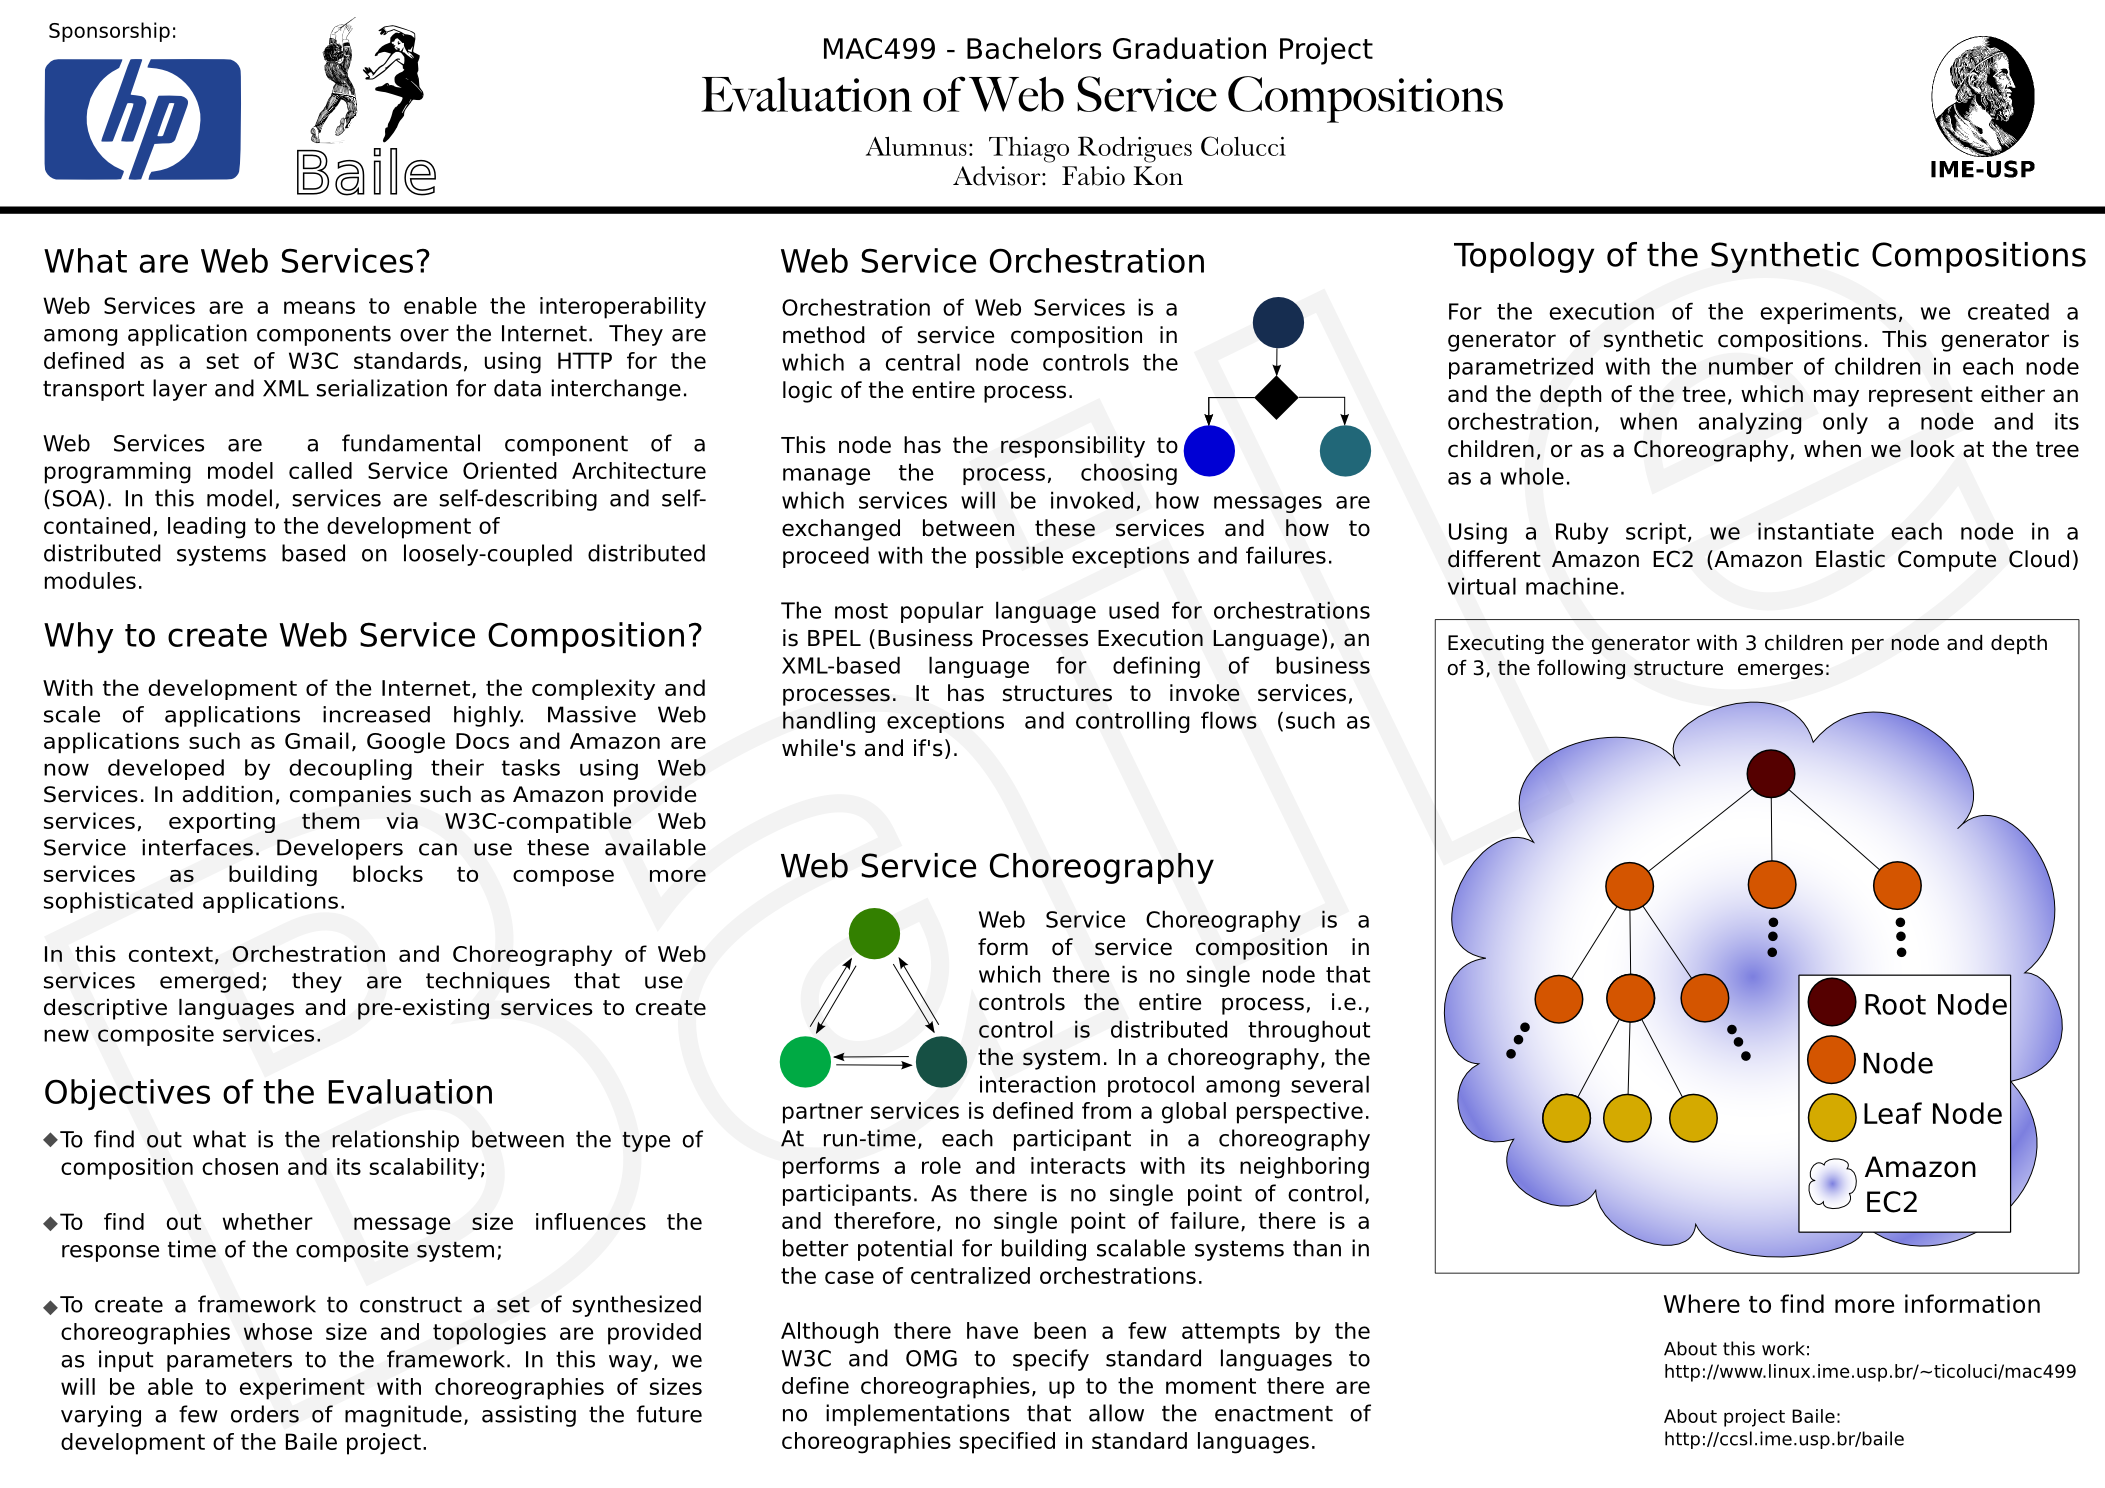 Sponsorship:
hp
Baile
MAC499 - Bachelors Graduation Project
Evaluation of Web Service Compositions
Alumnus: Thiago Rodrigues Colucci
Advisor: Fabio Kon
IME-USP
What are Web Services?
Web Services are a means to enable the interoperability
among application components over the Internet. They are
defined as a set of W3C standards, using HTTP for the
transport layer and XML serialization for data interchange.
Web Services are a fundamental component of a
programming model called Service Oriented Architecture
(SOA). In this model, services are self-describing and self-
contained, leading to the development of
distributed systems based on loosely-coupled distributed
modules.
Why to create Web Service Composition?
With the development of the Internet, the complexity and
scale of applications increased highly. Massive Web
applications such as Gmail, Google Docs and Amazon are
now developed by decoupling their tasks using Web
Services. In addition, companies such as Amazon provide
services, exporting them via W3C-compatible Web
Service interfaces. Developers can use these available
services as building blocks to compose more
sophisticated applications.
In this context, Orchestration and Choreography of Web
services emerged; they are techniques that use
descriptive languages and pre-existing services to create
new composite services.
Objectives of the Evaluation
◆To find out what is the relationship between the type of
composition chosen and its scalability;
◆To find out whether message size influences the
response time of the composite system;
◆To create a framework to construct a set of synthesized
choreographies whose size and topologies are provided
as input parameters to the framework. In this way, we
will be able to experiment with choreographies of sizes
varying a few orders of magnitude, assisting the future
development of the Baile project.
Web Service Orchestration
Orchestration of Web Services is a
method of service composition in
which a central node controls the
logic of the entire process.
This node has the responsibility to
manage the process, choosing
which services will be invoked, how messages are
exchanged between these services and how to
proceed with the possible exceptions and failures.
The most popular language used for orchestrations
is BPEL (Business Processes Execution Language), an
XML-based language for defining of business
processes. It has structures to invoke services,
handling exceptions and controlling flows (such as
while's and if's).
Web Service Choreography
Web Service Choreography is a
form of service composition in
which there is no single node that
controls the entire process, i.e.,
control is distributed throughout
the system. In a choreography, the
interaction protocol among several
partner services is defined from a global perspective.
At run-time, each participant in a choreography
performs a role and interacts with its neighboring
participants. As there is no single point of control,
and therefore, no single point of failure, there is a
better potential for building scalable systems than in
the case of centralized orchestrations.
Although there have been a few attempts by the
W3C and OMG to specify standard languages to
define choreographies, up to the moment there are
no implementations that allow the enactment of
choreographies specified in standard languages.
Topology of the Synthetic Compositions
For the execution of the experiments, we created a
generator of synthetic compositions. This generator is
parametrized with the number of children in each node
and the depth of the tree, which may represent either an
orchestration, when analyzing only a node and its
children, or as a Choreography, when we look at the tree
as a whole.
Using a Ruby script, we instantiate each node in a
different Amazon EC2 (Amazon Elastic Compute Cloud)
virtual machine.
Executing the generator with 3 children per node and depth
of 3, the following structure emerges:
Root Node
Node
Leaf Node
Amazon
EC2
Where to find more information
About this work:
http://www.linux.ime.usp.br/~ticoluci/mac499
About project Baile:
http://ccsl.ime.usp.br/baile
Baile